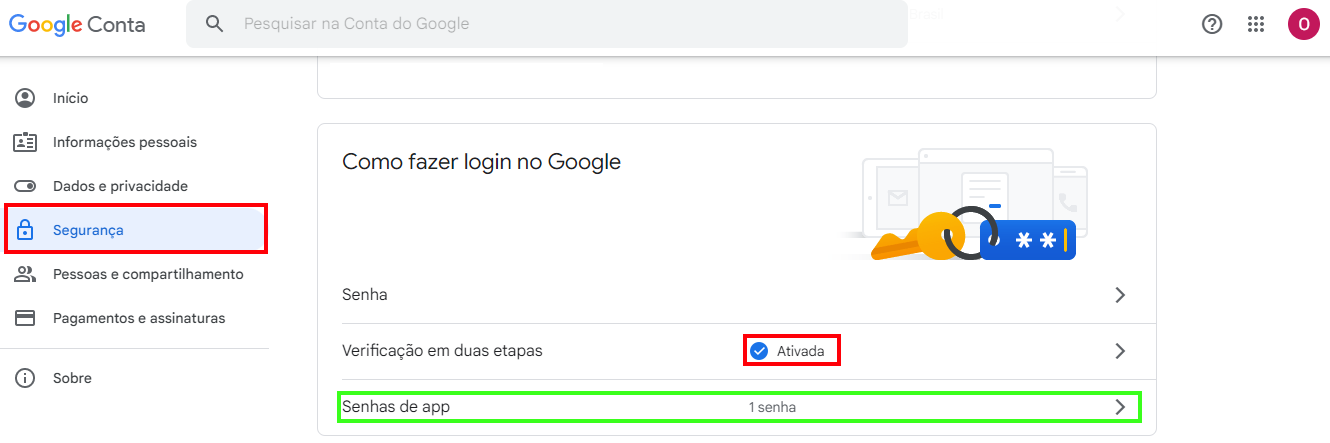 Google Conta
Pesquisar na Conta do Google
O
Início
Informações pessoais
Dados e privacidade
Segurança
Pessoas e compartilhamento
Pagamentos e assinaturas
Sobre
Como fazer login no Google
Senha
Verificação em duas etapas Ativada
Senhas de app 1 senha